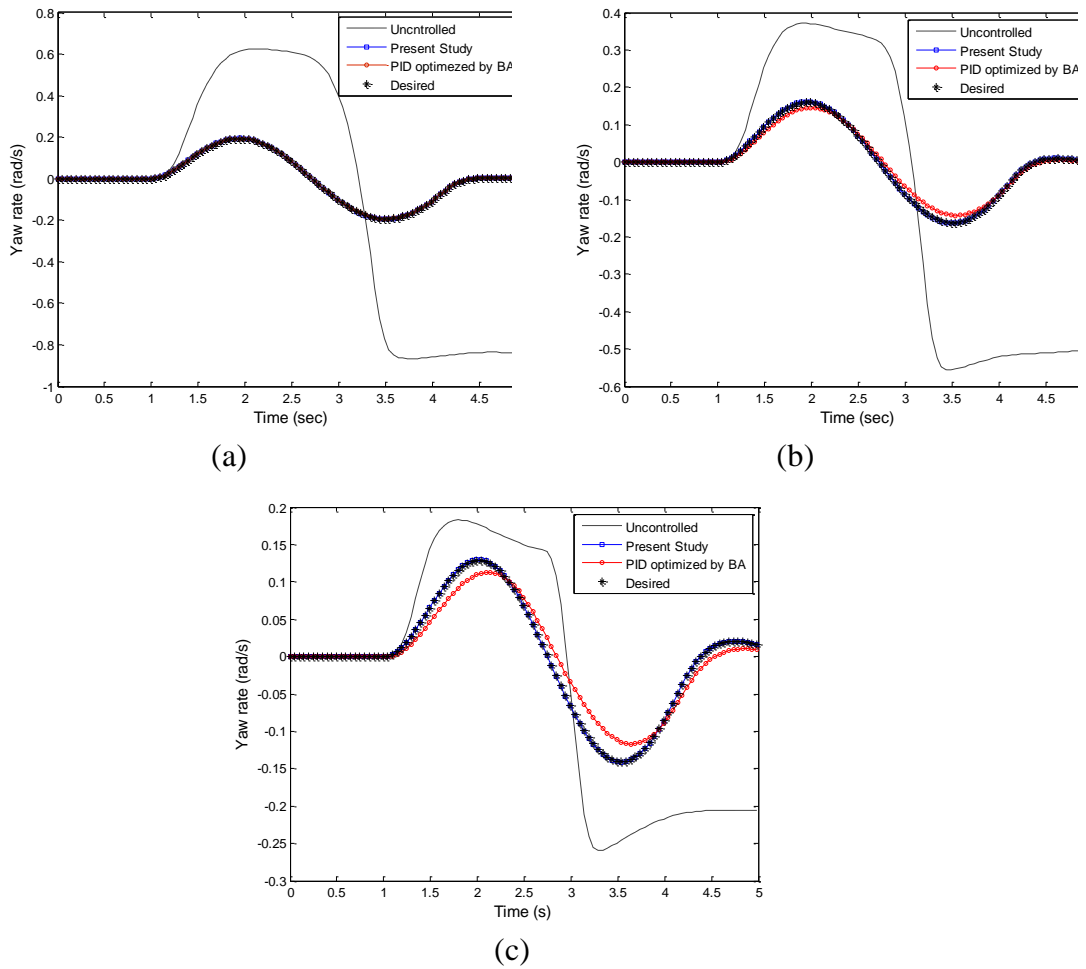 0.8
0.6
0.4
0.2
0
-0.2
-0.4
-0.6
-0.8
-1
Yaw rate (rad/s)
0 0.5 1 1.5 2 2.5 3 3.5 4 4.5
Time (sec)
Uncntrolled
Present Study
PID optimezed by BA
Desired
(a)
0.4
0.3
0.2
0.1
0
-0.1
-0.2
-0.3
-0.4
-0.5
-0.6
Yaw rate (rad/s)
0 0.5 1 1.5 2 2.5 3 3.5 4 4.5
Time (sec)
Uncontrolled
Present Study
PID optimized by BA
Desired
(b)
0.2
0.15
0.1
0.05
0
-0.05
-0.1
-0.15
-0.2
-0.25
-0.3
Yaw rate (rad/s)
0 0.5 1 1.5 2 2.5 3 3.5 4 4.5 5
Time (s)
Uncontrolled
Present Study
PID optimized by BA
Desired
(c)